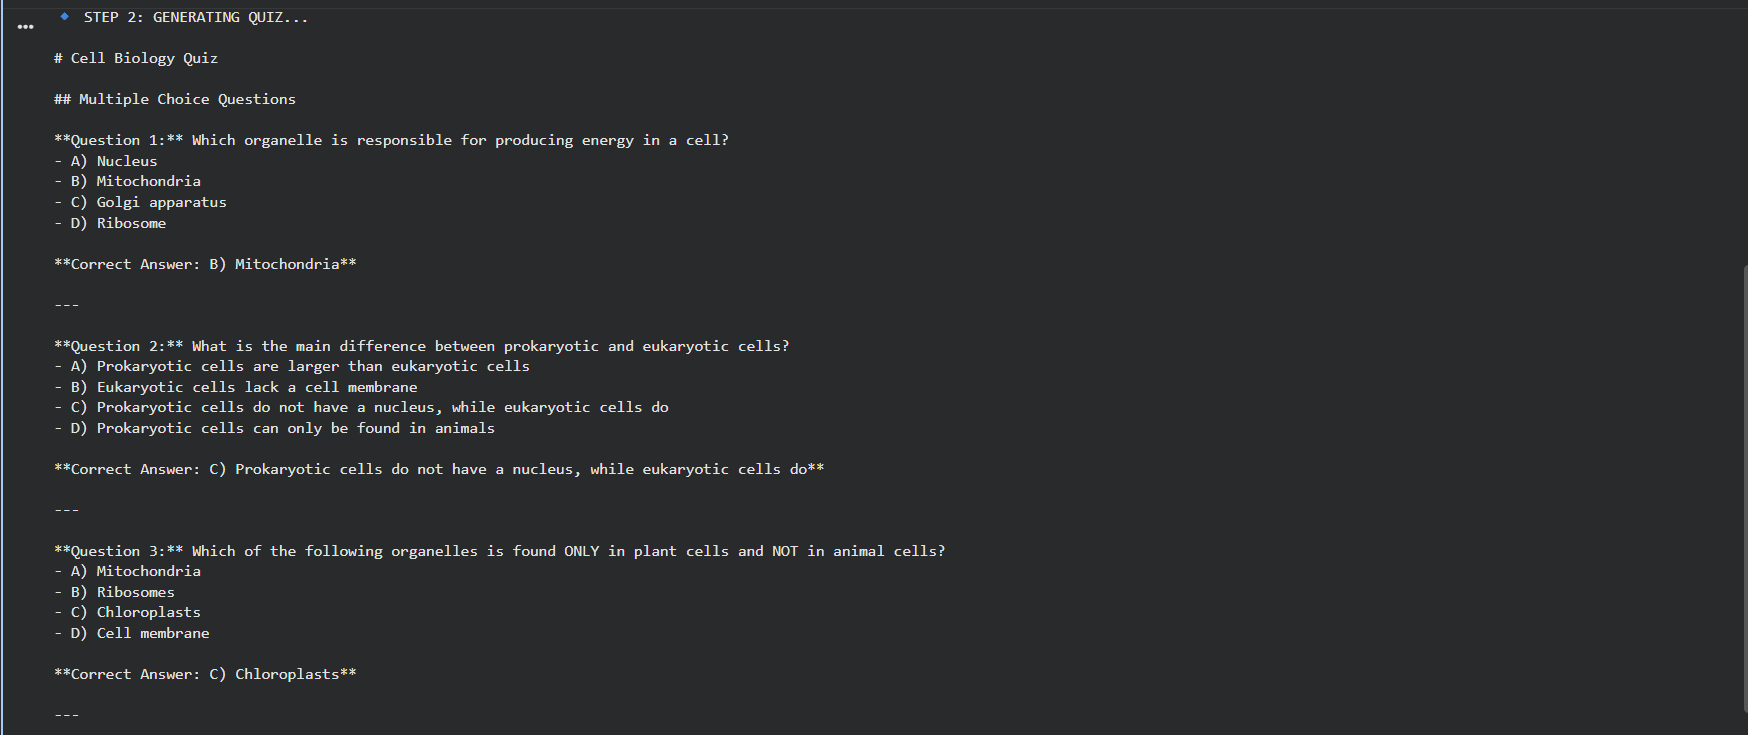 🔹 STEP 2: GENERATING QUIZ...
# Cell Biology Quiz
## Multiple Choice Questions
**Question 1:** Which organelle is responsible for producing energy in a cell?
- A) Nucleus
- B) Mitochondria
- C) Golgi apparatus
- D) Ribosome
**Correct Answer: B) Mitochondria**
---
**Question 2:** What is the main difference between prokaryotic and eukaryotic cells?
- A) Prokaryotic cells are larger than eukaryotic cells
- B) Eukaryotic cells lack a cell membrane
- C) Prokaryotic cells do not have a nucleus, while eukaryotic cells do
- D) Prokaryotic cells can only be found in animals
**Correct Answer: C) Prokaryotic cells do not have a nucleus, while eukaryotic cells do**
---
**Question 3:** Which of the following organelles is found ONLY in plant cells and NOT in animal cells?
- A) Mitochondria
- B) Ribosomes
- C) Chloroplasts
- D) Cell membrane
**Correct Answer: C) Chloroplasts**
---